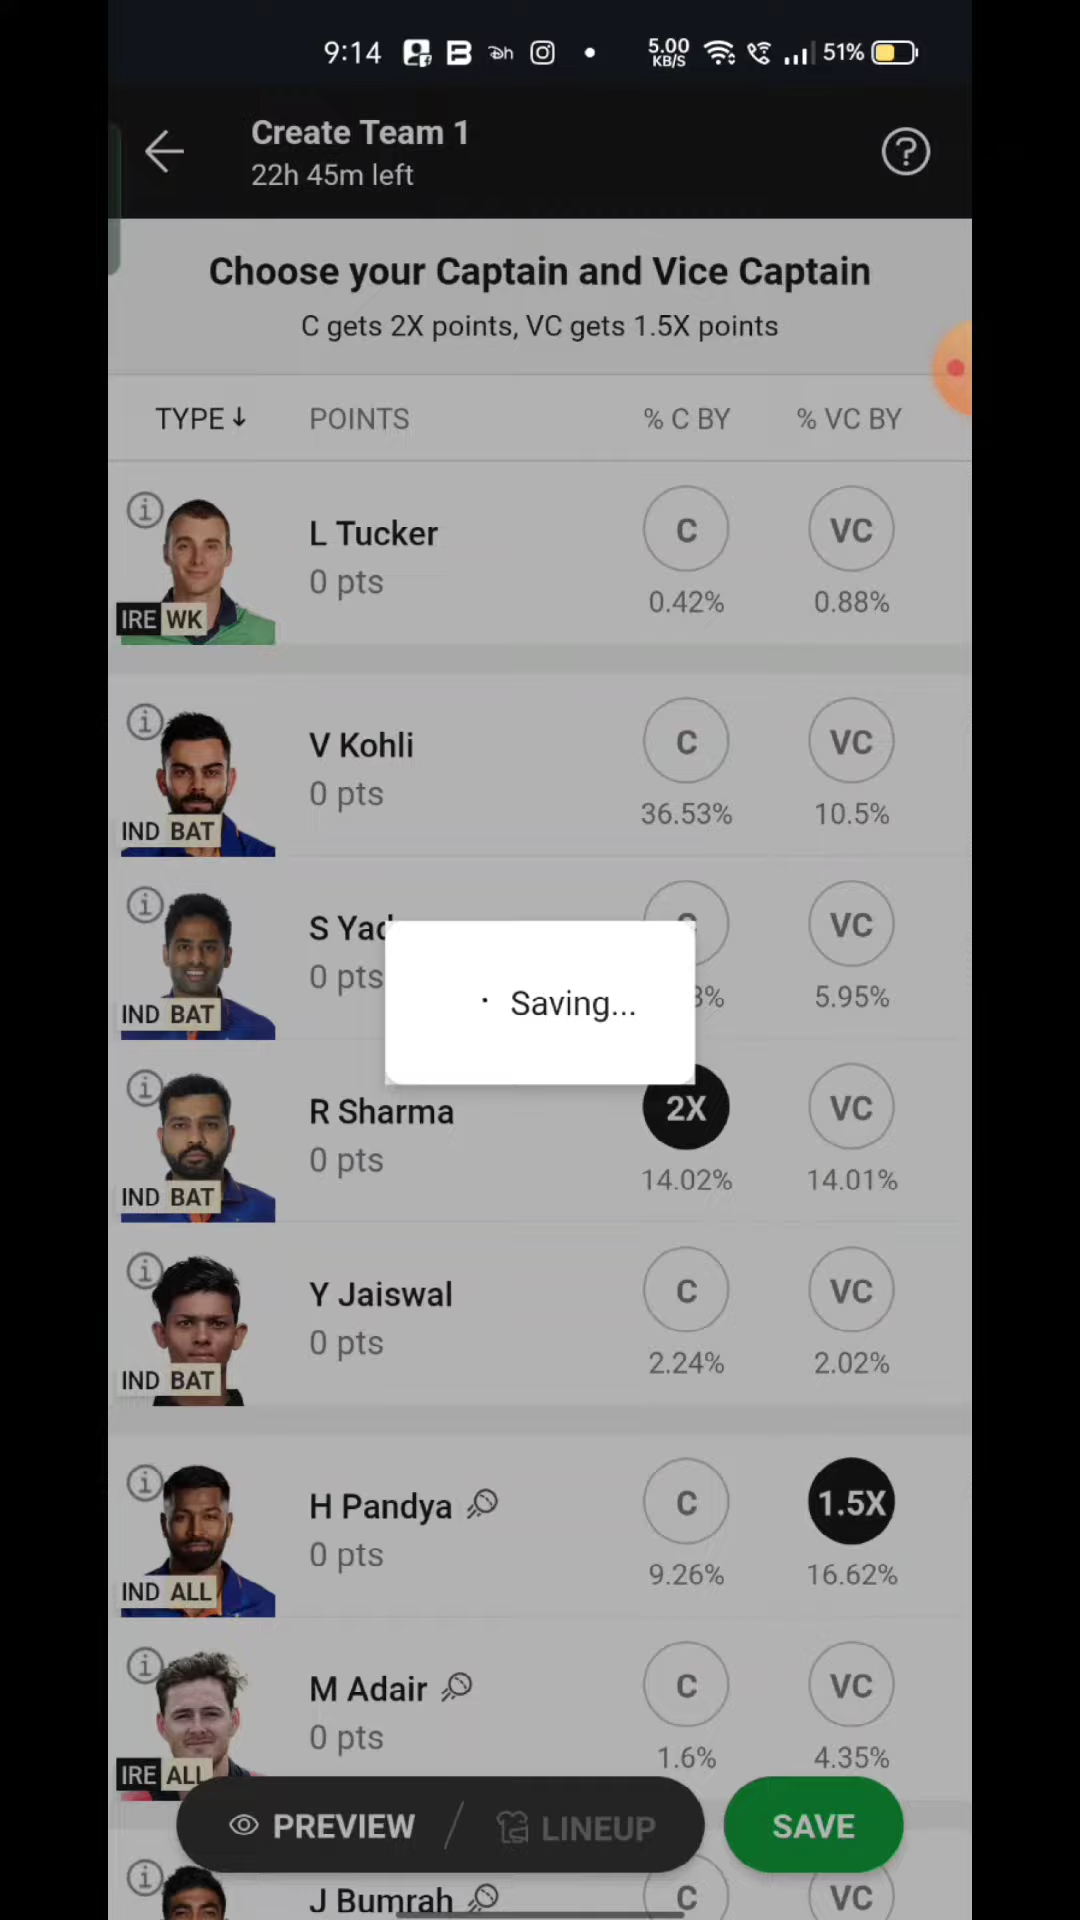 9:14 5.00 KB/S 51%
Create Team 1
22h 45m left
Choose your Captain and Vice Captain
C gets 2X points, VC gets 1.5X points
TYPE↓ POINTS % C BY % VC BY
L Tucker C VC
0 pts 0.42% 0.88%
IRE WK
V Kohli C VC
0 pts 36.53% 10.5%
IND BAT
S VC
0 pts 5.95%
IND BAT
Saving...
R Sharma 2X VC
0 pts 14.02% 14.01%
IND BAT
Y Jaiswal C VC
0 pts 2.24% 2.02%
IND BAT
H Pandya C 1.5X
0 pts 9.26% 16.62%
IND ALL
M Adair C VC
0 pts 1.6% 4.35%
IRE ALL
PREVIEW / LINEUP SAVE
J Bumrah C VC